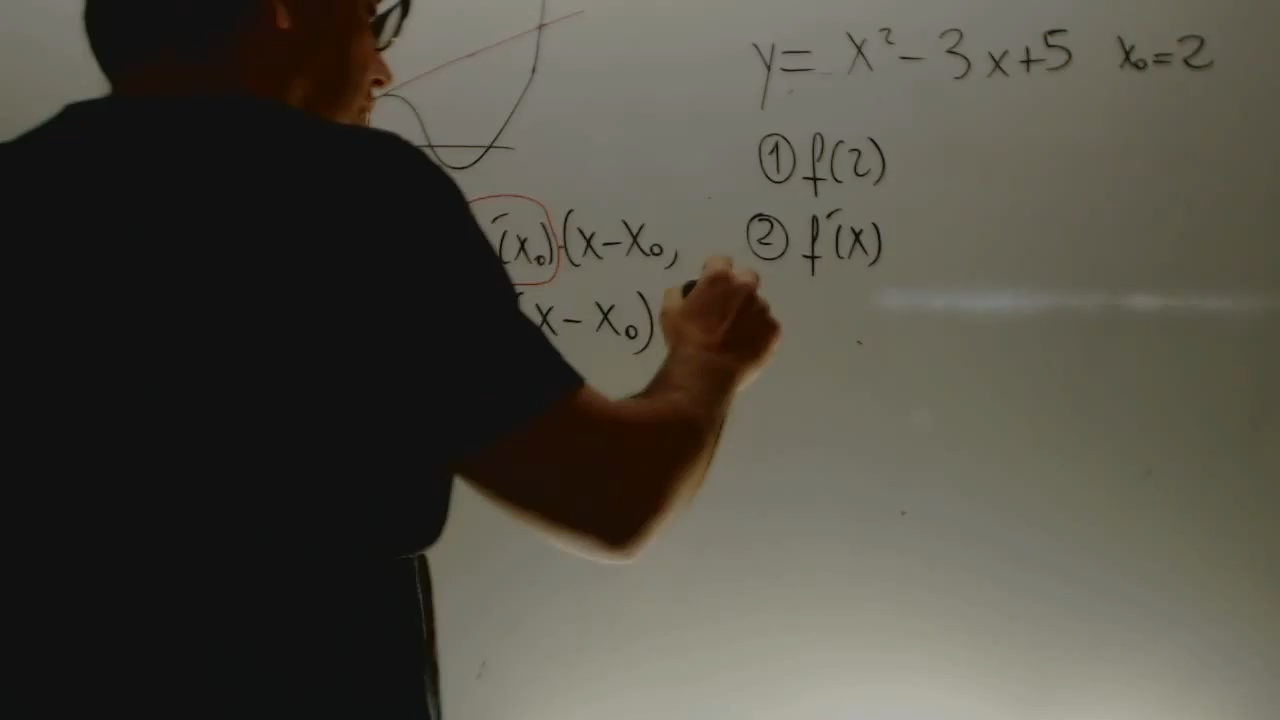 y = x² - 3x + 5 x₀ = 2
① f(2)
´(x₀)·(x - x₀,
② f´(x)
(x - x₀)